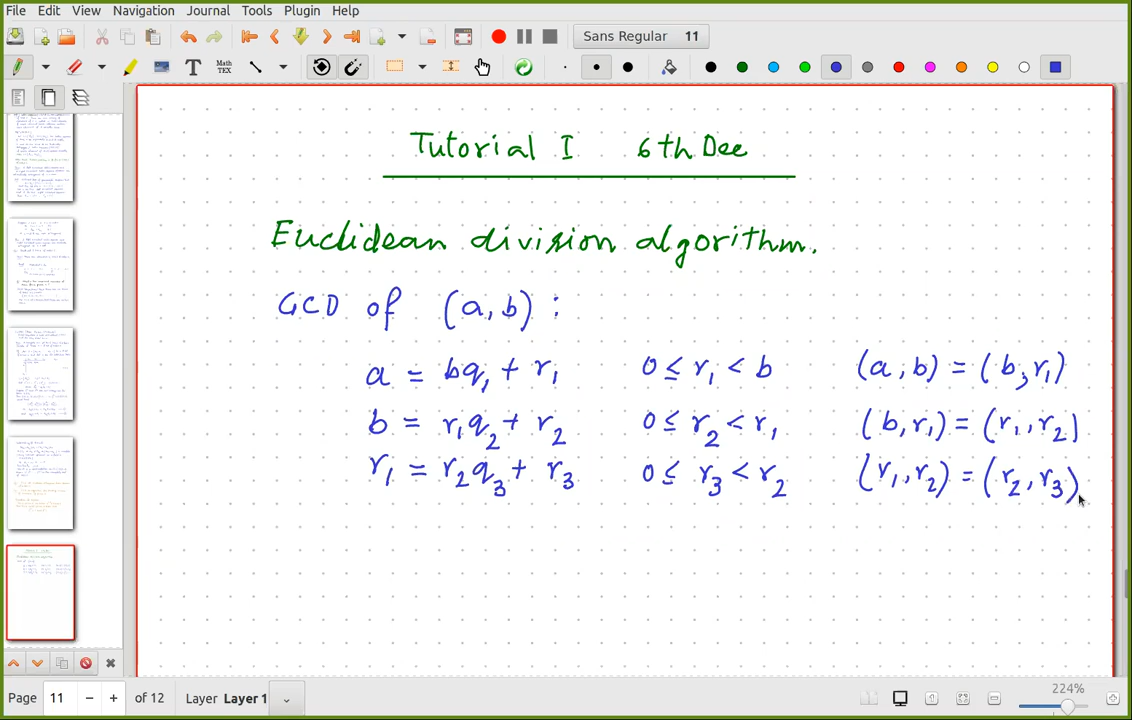 File Edit View Navigation Journal Tools Plugin Help
Sans Regular 11
T Math TEX
Tutorial I 6th Dec
Euclidean division algorithm.
GCD of (a, b) :
a = bq₁ + r₁ 0 ≤ r₁ < b (a, b) = (b, r₁)
b = r₁q₂ + r₂ 0 ≤ r₂ < r₁ (b, r₁) = (r₁, r₂)
r₁ = r₂q₃ + r₃ 0 ≤ r₃ < r₂ (r₁, r₂) = (r₂, r₃)
Page 11 − + of 12 Layer Layer 1 224%